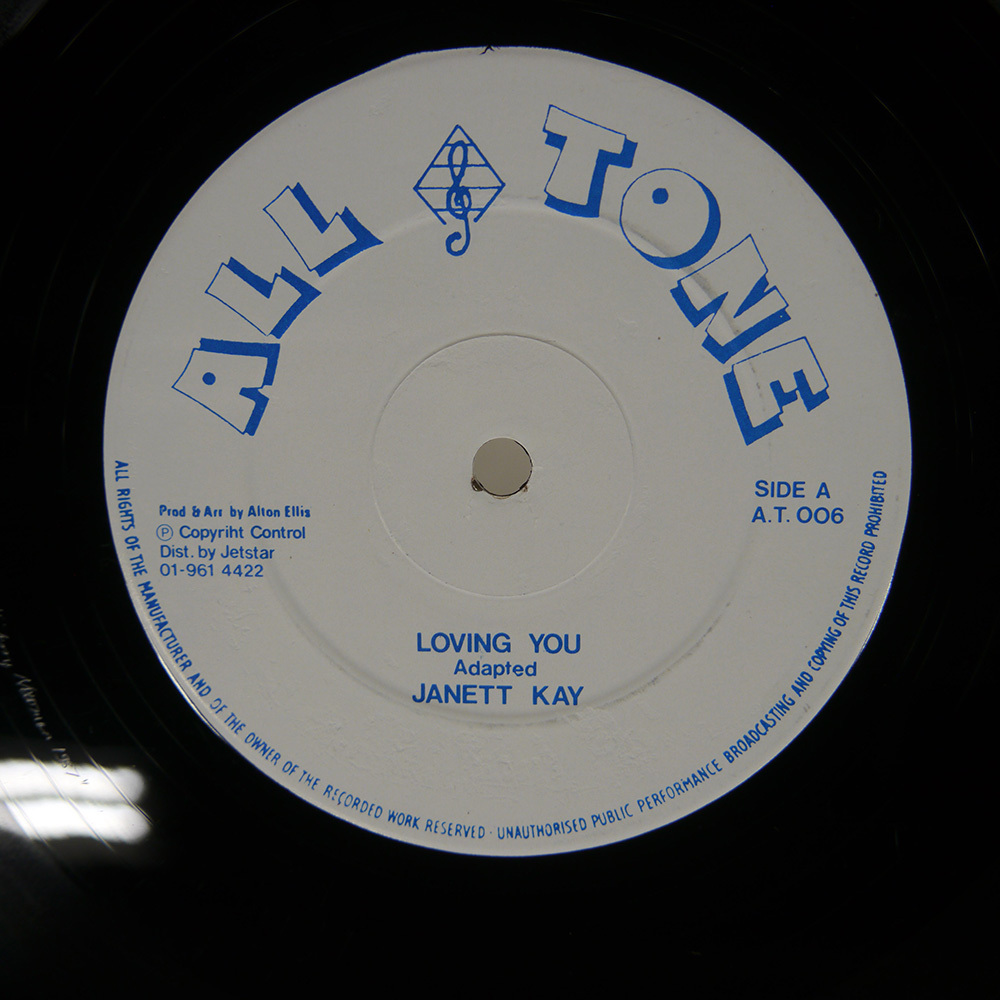 ALL TONE
SIDE A
A.T. 006
Prod & Arr by Alton Ellis
Ⓟ Copyriht Control
Dist. by Jetstar
01-961 4422
LOVING YOU
Adapted
JANETT KAY
ALL RIGHTS OF THE MANUFACTURER AND OF THE OWNER OF THE RECORDED WORK RESERVED · UNAUTHORISED PUBLIC PERFORMANCE BROADCASTING AND COPYING OF THIS RECORD PROHIBITED